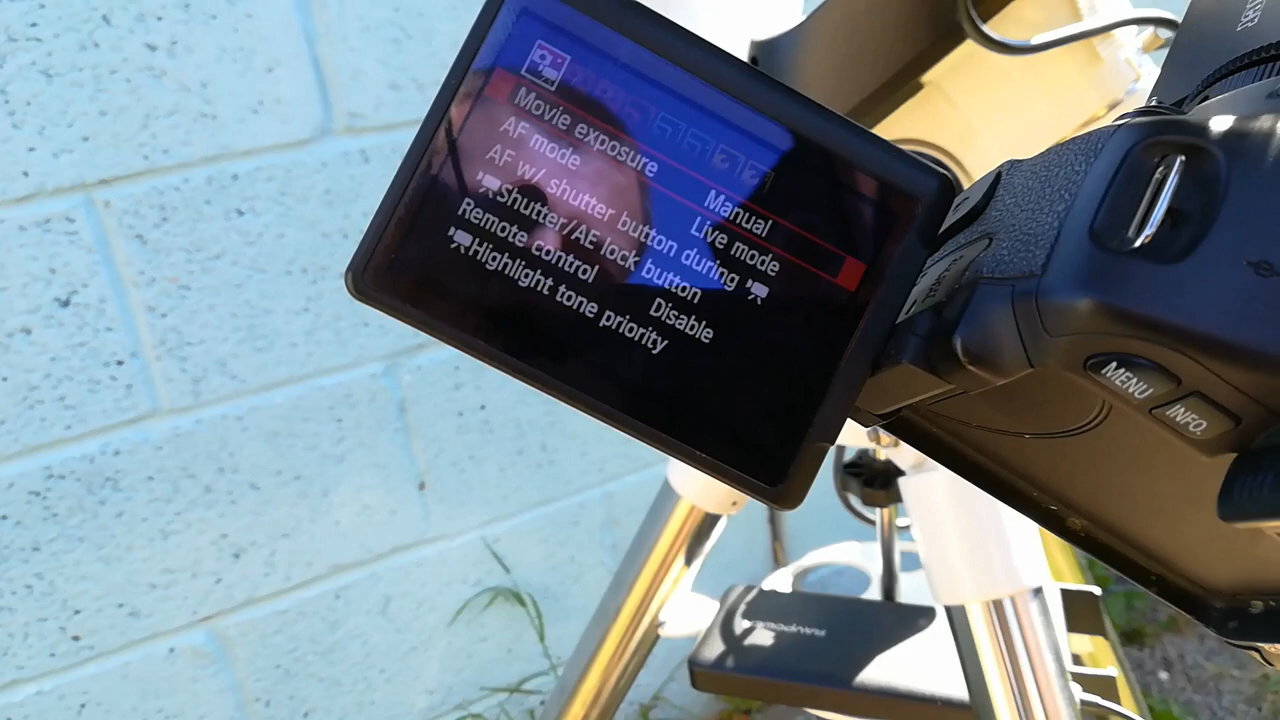 Movie exposure Manual
AF mode Live mode
AF w/ shutter button during
Shutter/AE lock button
Remote control Disable
Highlight tone priority
MENU
INFO.
RAVPOWER